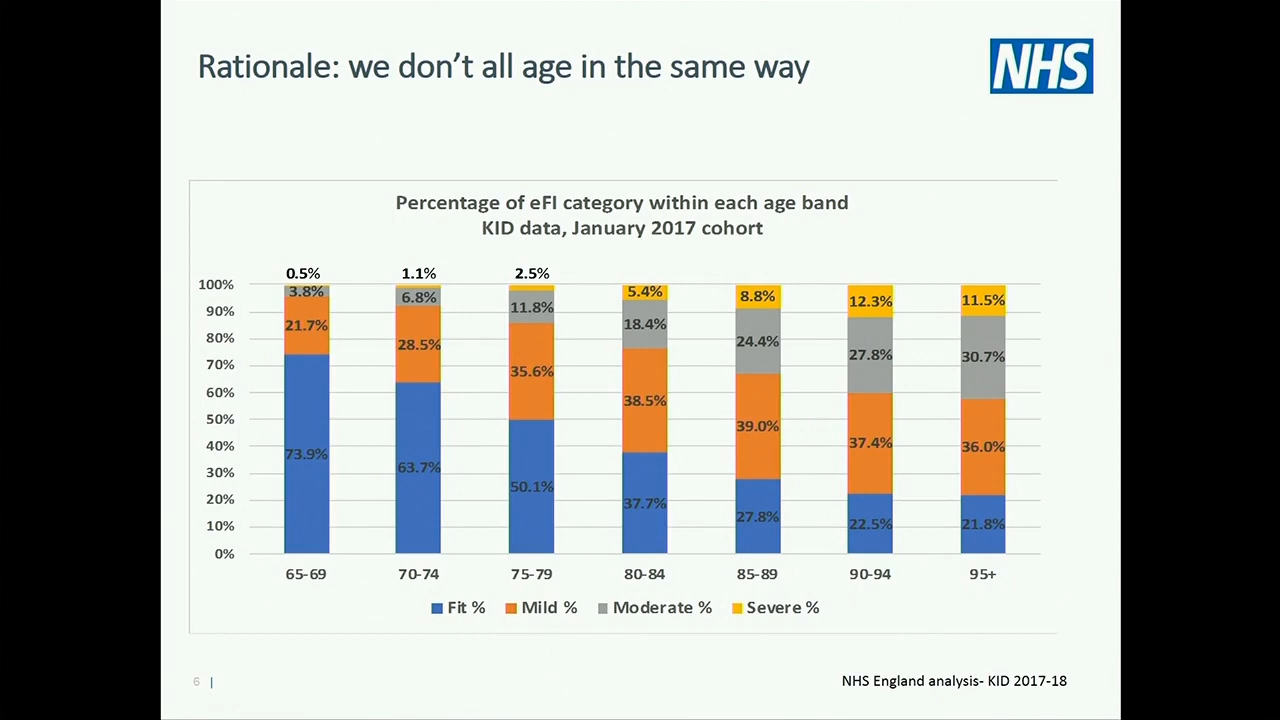 Rationale: we don't all age in the same way
NHS
Percentage of eFI category within each age band
KID data, January 2017 cohort
0.5% 1.1% 2.5%
100% 3.8% 6.8% 11.8% 5.4% 8.8% 12.3% 11.5%
90%
80% 21.7% 28.5% 35.6% 18.4% 24.4% 27.8% 30.7%
70%
60%
50% 38.5% 39.0% 37.4% 36.0%
40%
30% 73.9% 63.7% 50.1%
20% 37.7% 27.8% 22.5% 21.8%
10%
0%
65-69 70-74 75-79 80-84 85-89 90-94 95+
Fit % Mild % Moderate % Severe %
6 | NHS England analysis- KID 2017-18